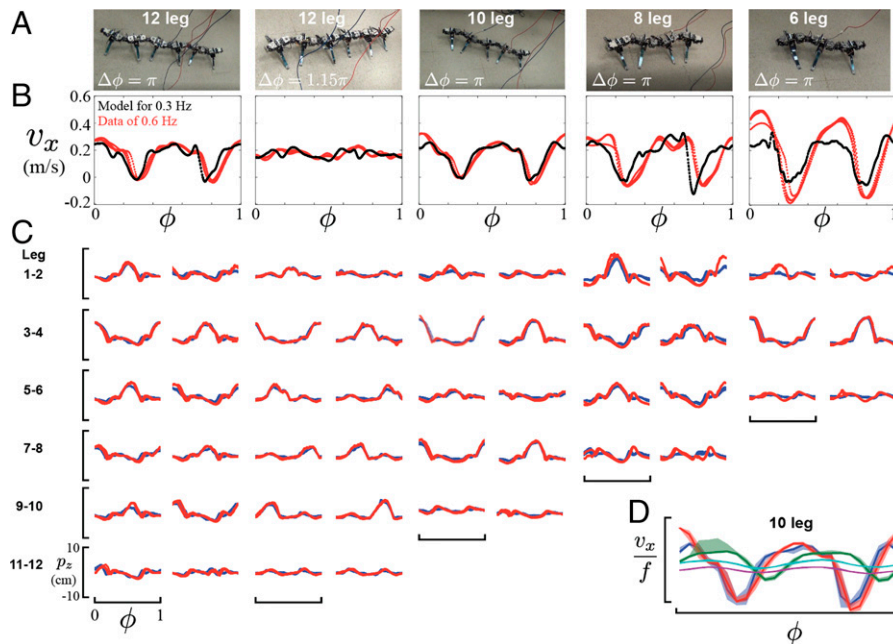 A
12 leg
12 leg
10 leg
8 leg
6 leg
Δϕ = π
Δϕ = 1.15π
Δϕ = π
Δϕ = π
Δϕ = π
B
0.6
0.4
0.2
0
-0.2
v_x
(m/s)
Model for 0.3 Hz
Data of 0.6 Hz
0 ϕ 1
0 ϕ 1
0 ϕ 1
0 ϕ 1
0 ϕ 1
C
Leg
1-2
3-4
5-6
7-8
9-10
11-12
10
p_z
(cm)
-10
0 ϕ 1
D
10 leg
v_x
f
ϕ